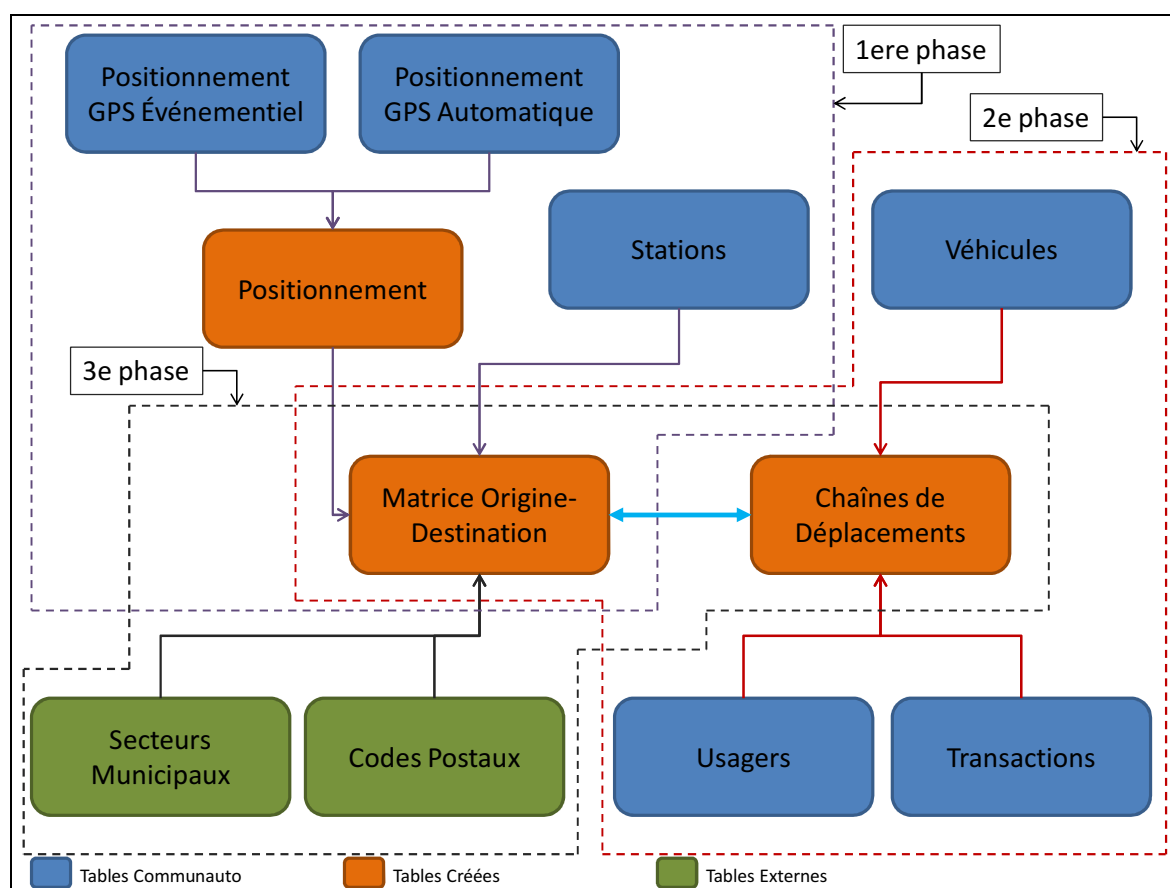 1ere phase
Positionnement
GPS Événementiel
Positionnement
GPS Automatique
2e phase
Stations
Véhicules
Positionnement
3e phase
Matrice Origine-
Destination
Chaînes de
Déplacements
Secteurs
Municipaux
Codes Postaux
Usagers
Transactions
Tables Communauto
Tables Créées
Tables Externes